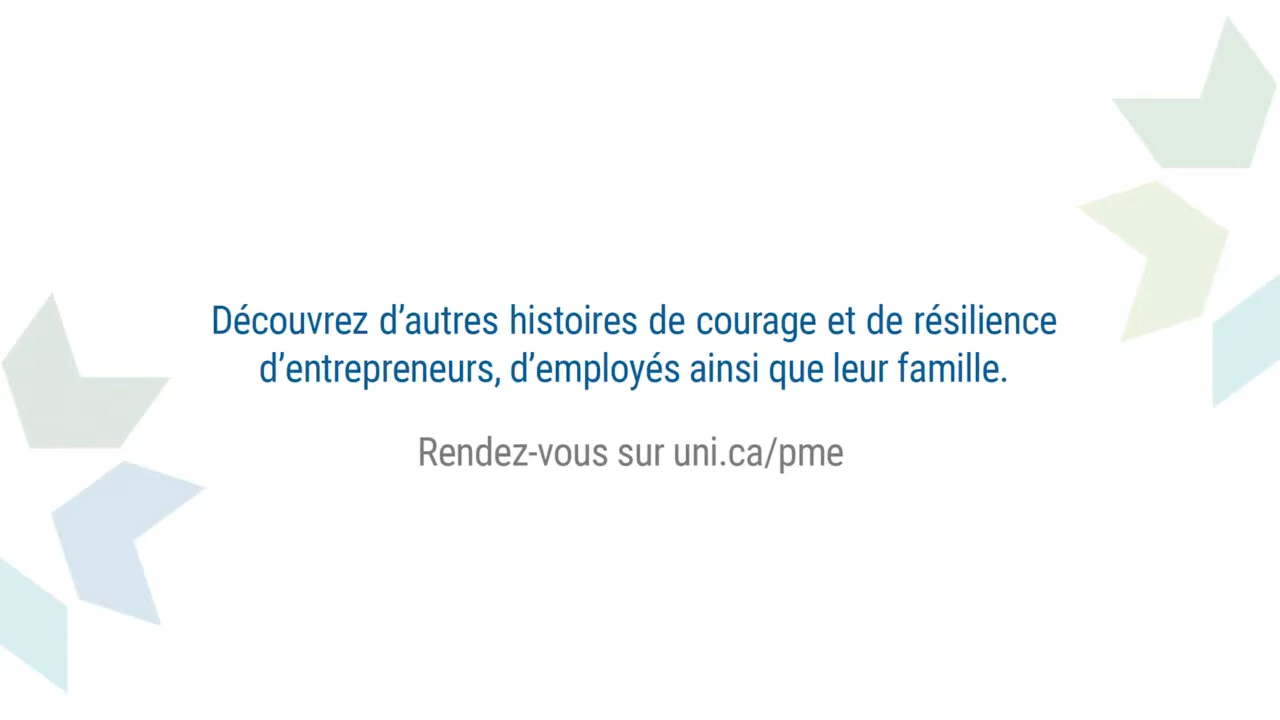 Découvrez d’autres histoires de courage et de résilience
d’entrepreneurs, d’employés ainsi que leur famille.
Rendez-vous sur uni.ca/pme